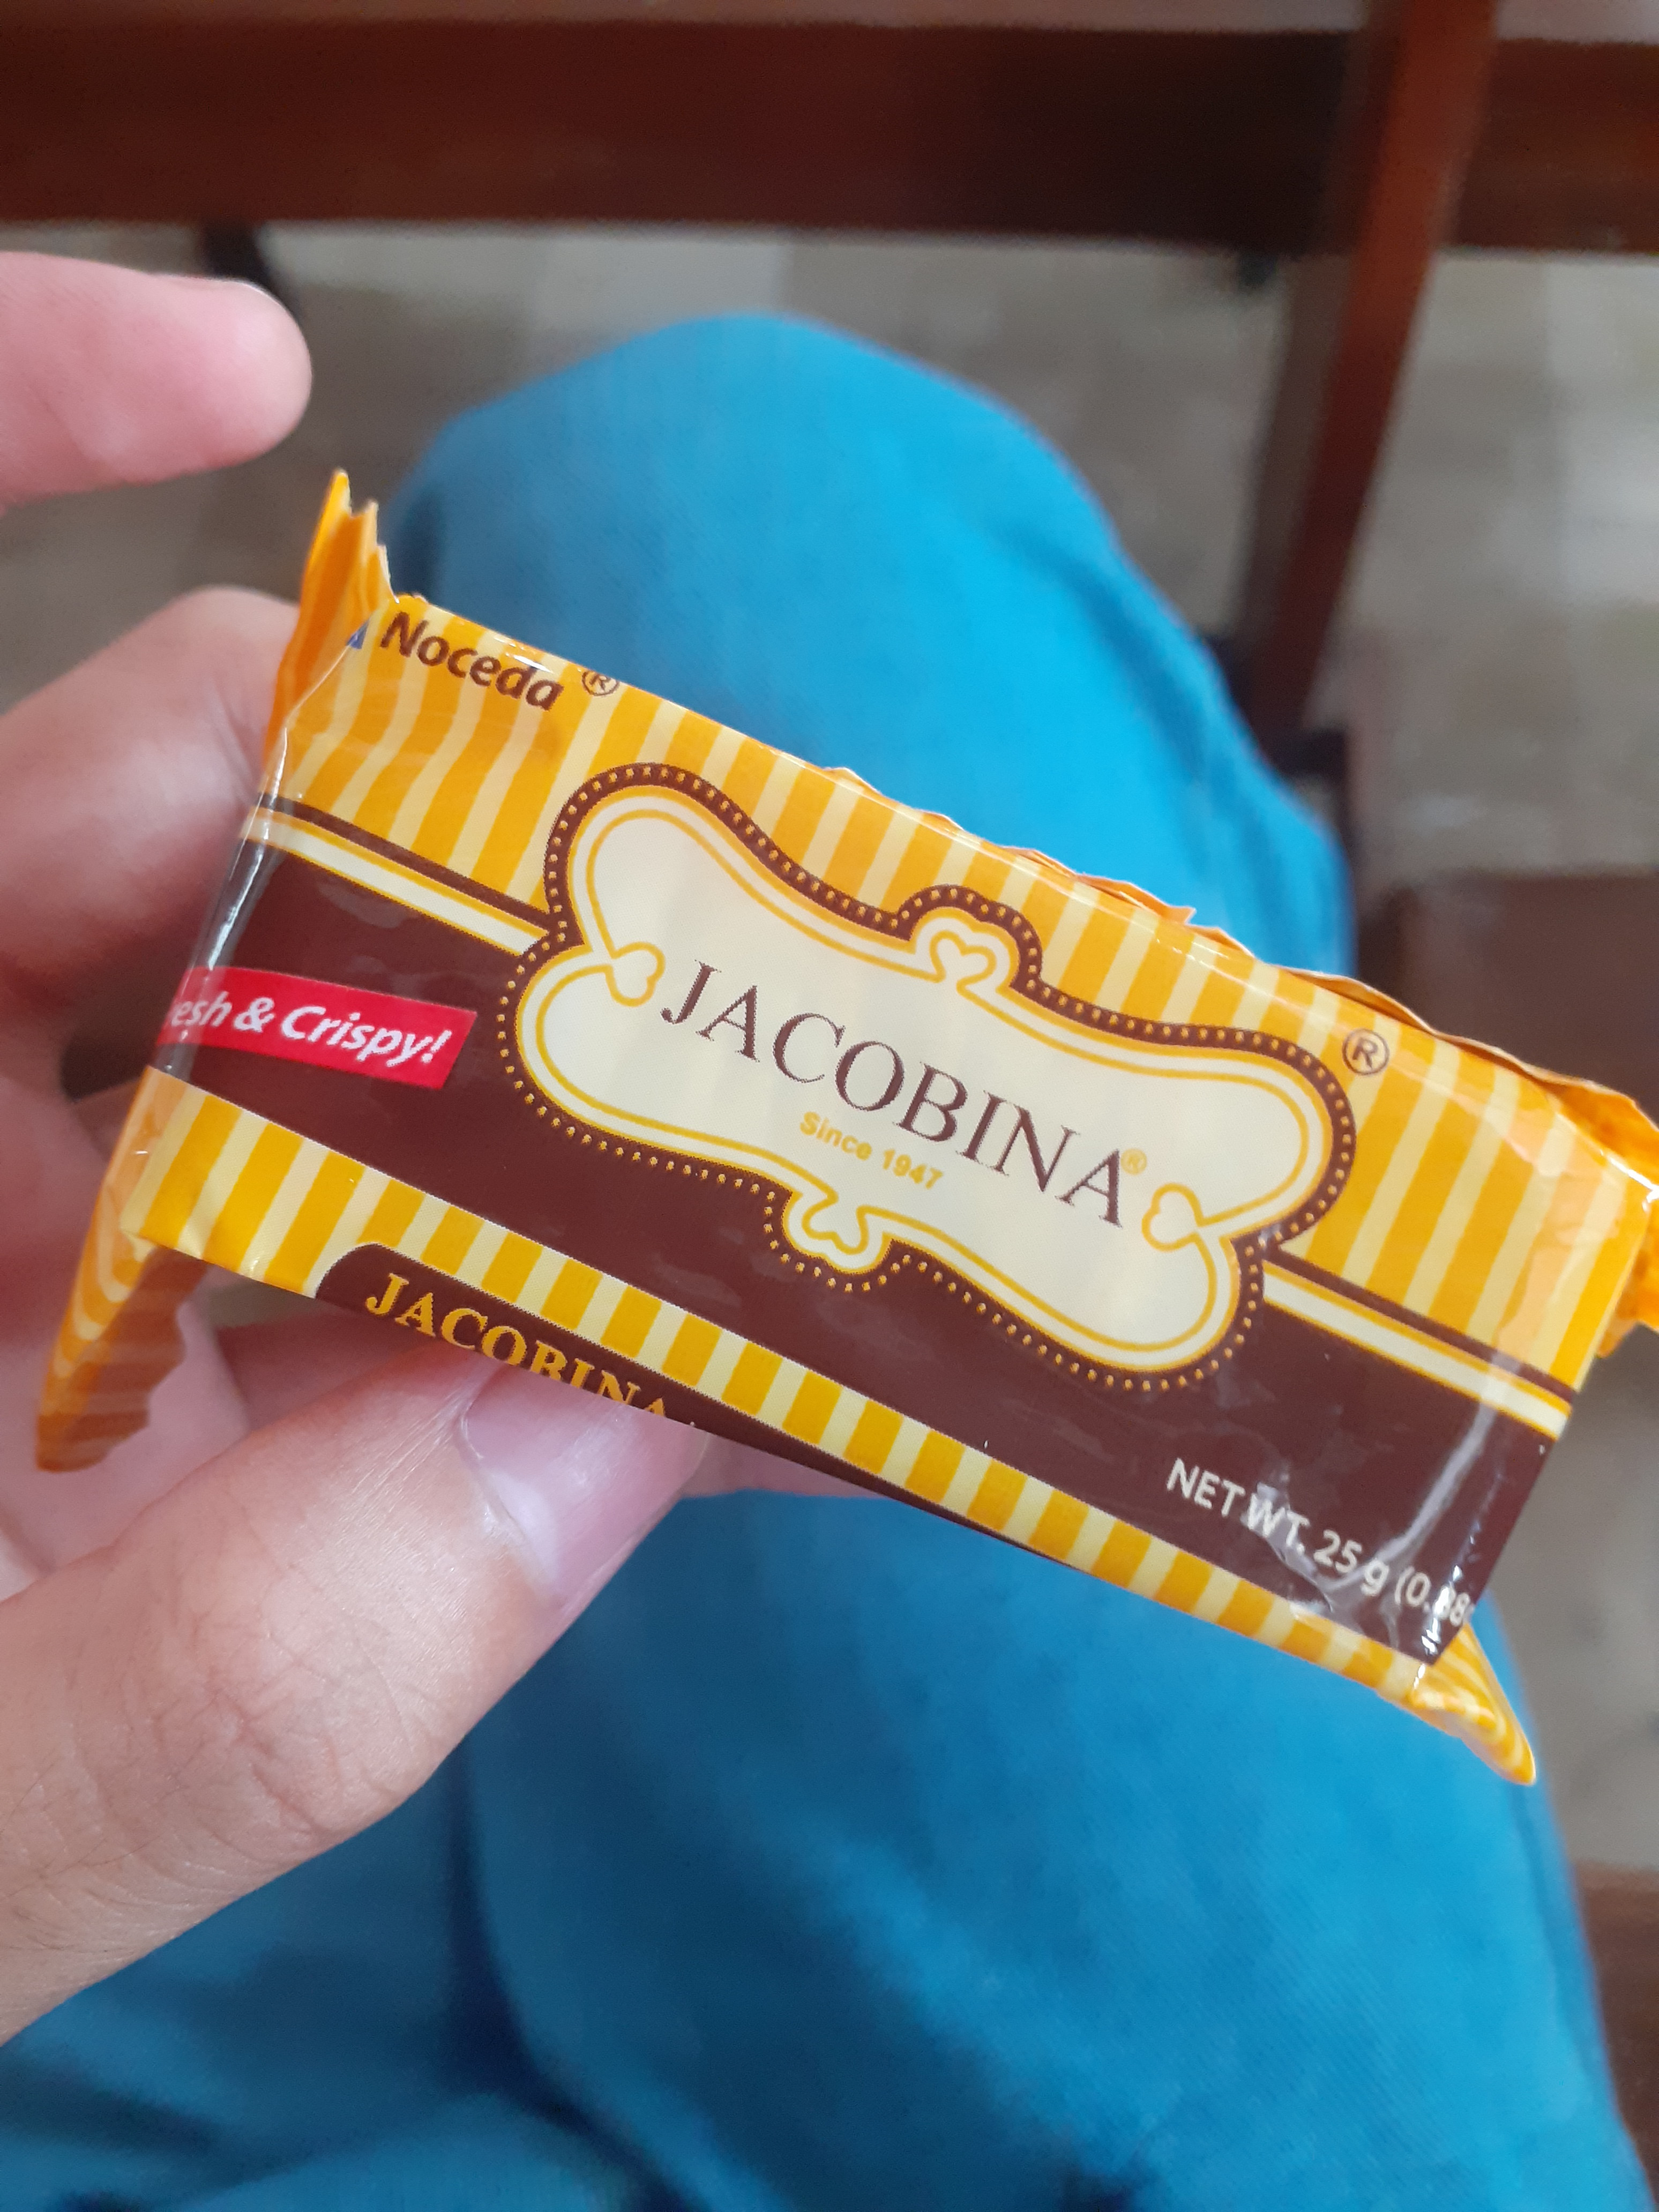 Noceda ®
®
JACOBINA®
Since 1947
esh & Crispy!
JACOBINA
NET WT. 25 g